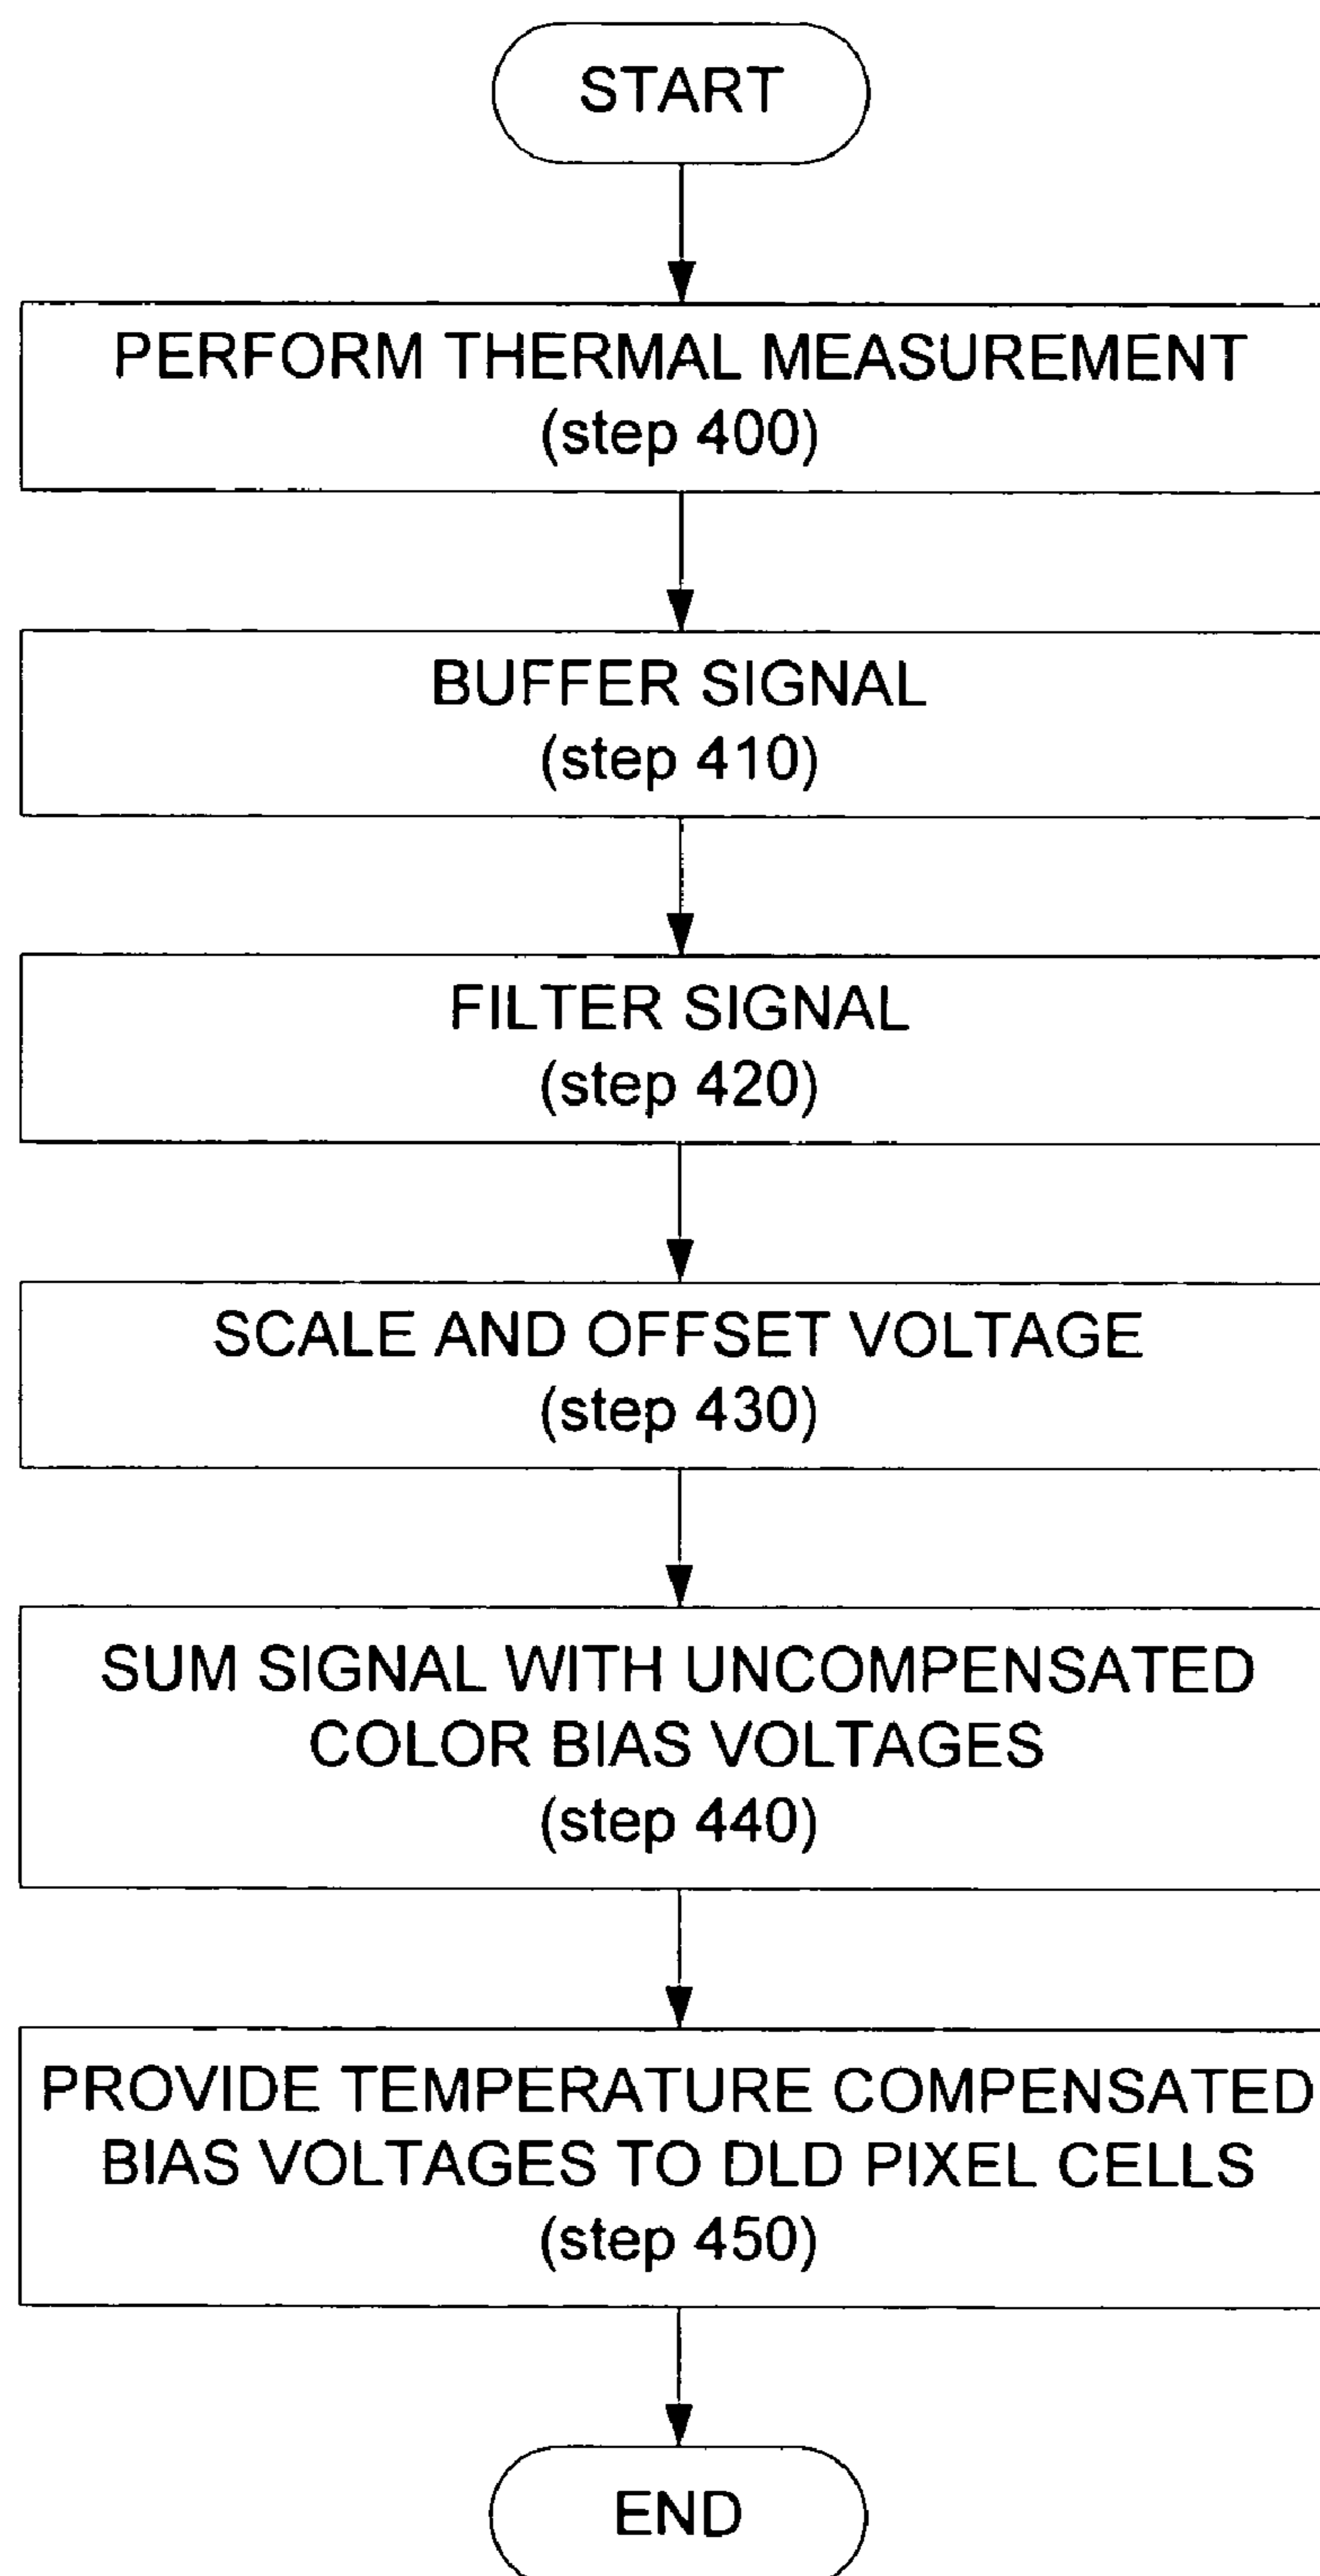 START
PERFORM THERMAL MEASUREMENT
(step 400)
BUFFER SIGNAL
(step 410)
FILTER SIGNAL
(step 420)
SCALE AND OFFSET VOLTAGE
(step 430)
SUM SIGNAL WITH UNCOMPENSATED
COLOR BIAS VOLTAGES
(step 440)
PROVIDE TEMPERATURE COMPENSATED
BIAS VOLTAGES TO DLD PIXEL CELLS
(step 450)
END